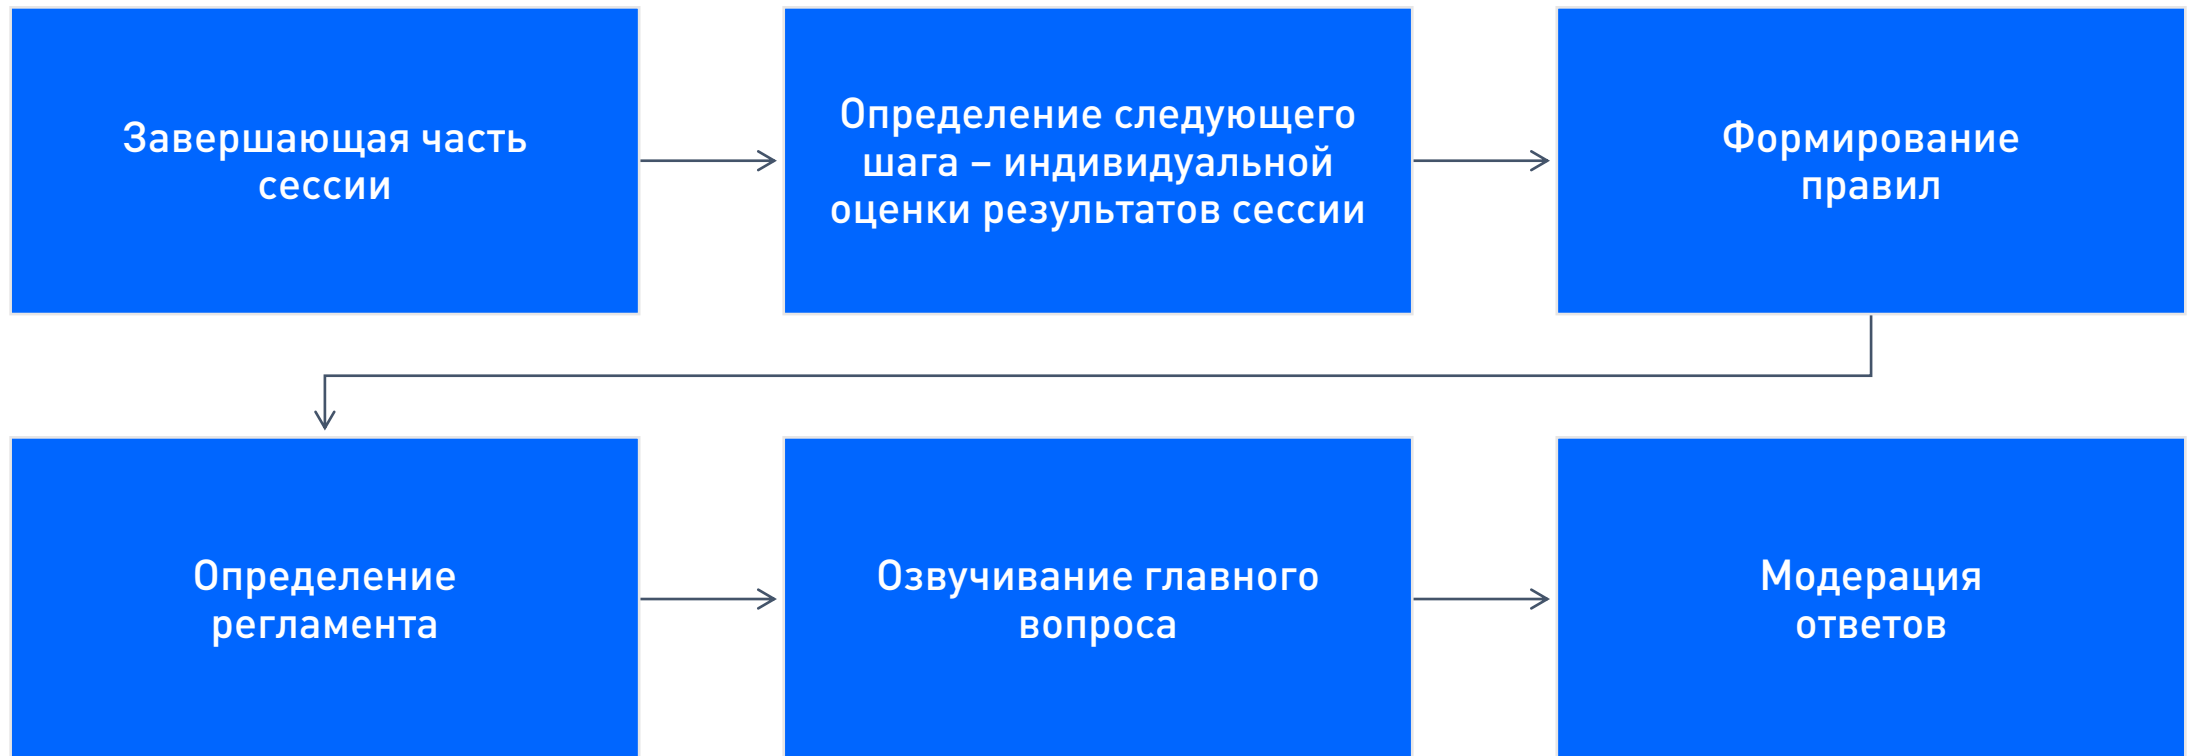 Завершающая часть
сессии
Определение следующего
шага – индивидуальной
оценки результатов сессии
Формирование
правил
Определение
регламента
Озвучивание главного
вопроса
Модерация
ответов